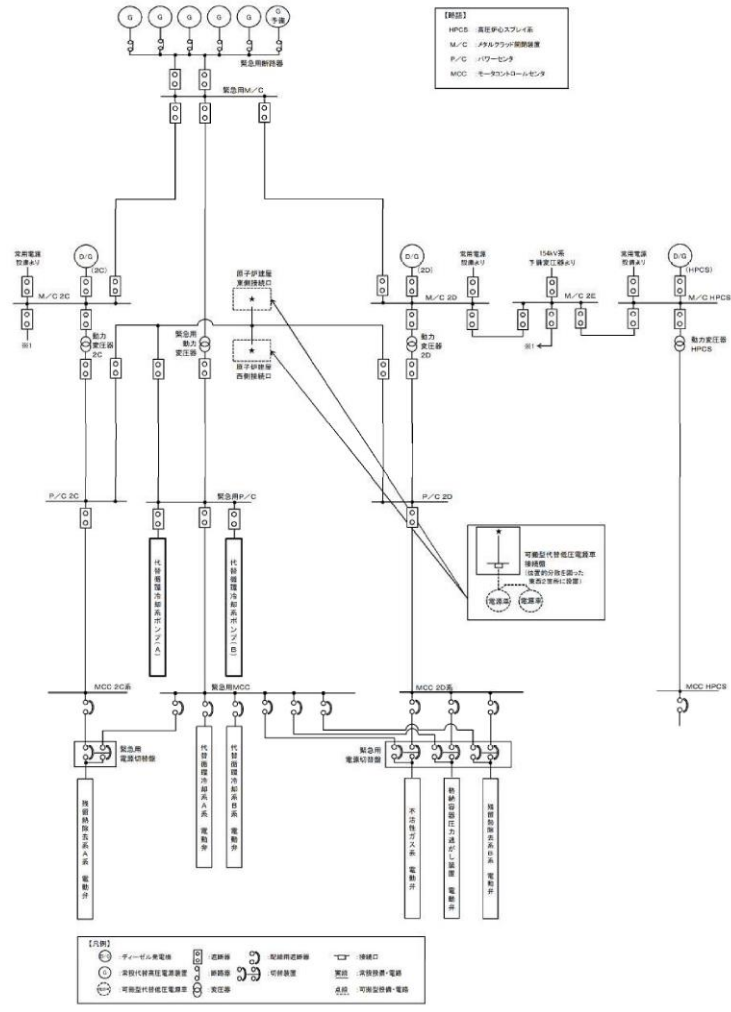 G
G
G
G
G
G
予備
緊急用断路器
緊急用M/C
【略語】
HPCS :高圧炉心スプレイ系
M/C :メタルクラッド開閉装置
P/C :パワーセンタ
MCC :モータコントロールセンタ
常用電源
設備より
D/G
(2C)
M/C 2C
※1
動力
変圧器
2C
原子炉建屋
東側接続口
★
緊急用
動力
変圧器
★
原子炉建屋
西側接続口
D/G
(2D)
M/C 2D
動力
変圧器
2D
常用電源
設備より
154kV系
予備変圧器より
M/C 2E
※1
常用電源
設備より
D/G
(HPCS)
M/C HPCS
動力変圧器
HPCS
P/C 2C
緊急用P/C
P/C 2D
代替循環冷却系ポンプ(A)
代替循環冷却系ポンプ(B)
★
可搬型代替低圧電源車
接続盤
(位置的分散を図った
東西2箇所に設置)
電源車
電源車
MCC 2C系
緊急用MCC
MCC 2D系
MCC HPCS
緊急用
電源切替盤
緊急用
電源切替盤
残留熱除去系A系 電動弁
代替循環冷却系A系 電動弁
代替循環冷却系B系 電動弁
不活性ガス系 電動弁
格納容器圧力逃がし装置 電動弁
残留熱除去系B系 電動弁
【凡例】
D/G :ディーゼル発電機
:遮断器
:配線用遮断器
:接続口
G :常設代替高圧電源装置
:断路器
:切替装置
実線 :常設設備・電路
電源車 :可搬型代替低圧電源車
:変圧器
点線 :可搬型設備・電路